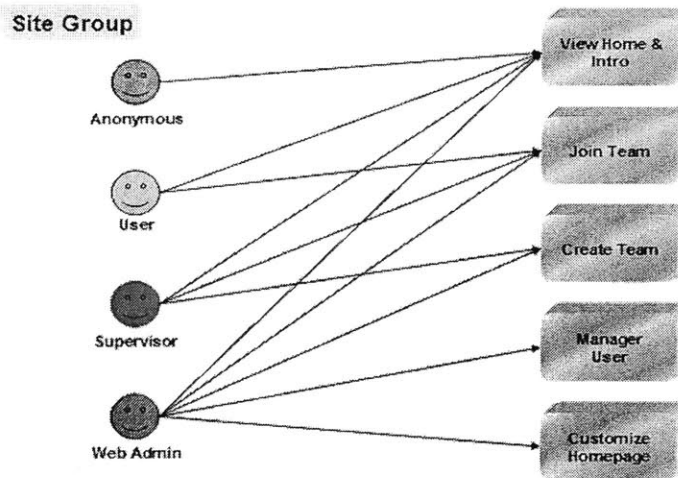 Site Group
Anonymous
User
Supervisor
Web Admin
View Home &
Intro
Join Team
Create Team
Manager
User
Customize
Homepage